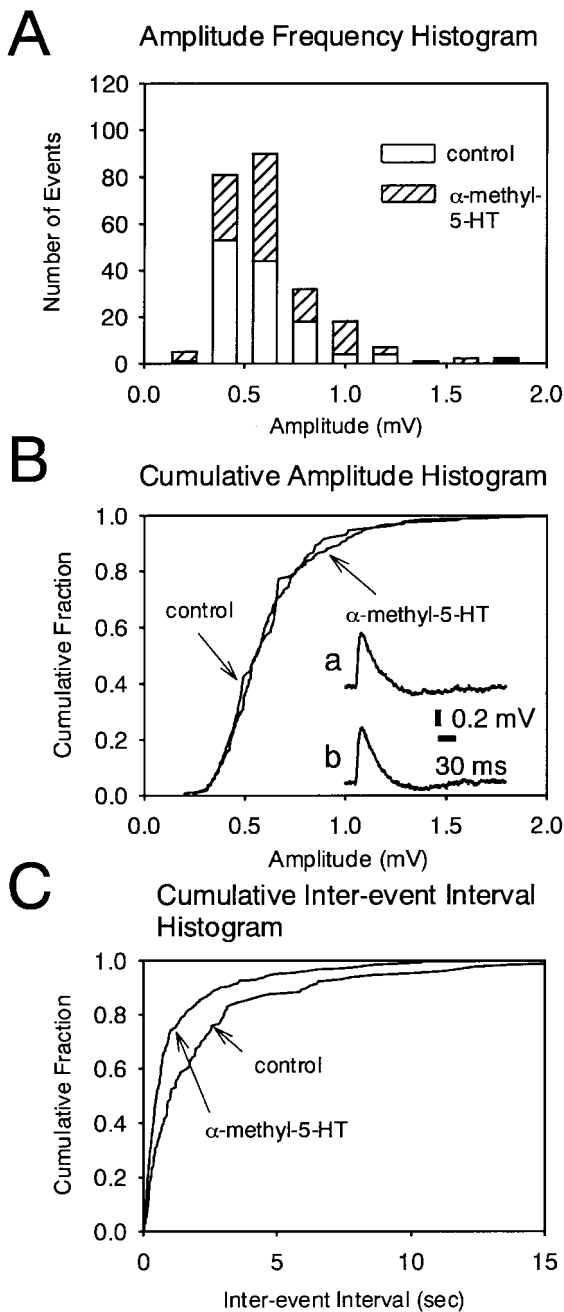 A
Amplitude Frequency Histogram
120
100
80
60
40
20
0
Number of Events
control
α-methyl-
5-HT
0.0 0.5 1.0 1.5 2.0
Amplitude (mV)
B
Cumulative Amplitude Histogram
1.0
0.8
0.6
0.4
0.2
0.0
Cumulative Fraction
control
α-methyl-5-HT
a
0.2 mV
b
30 ms
0.0 0.5 1.0 1.5 2.0
Amplitude (mV)
C
Cumulative Inter-event Interval
Histogram
1.0
0.8
0.6
0.4
0.2
0.0
Cumulative Fraction
control
α-methyl-5-HT
0 5 10 15
Inter-event Interval (sec)